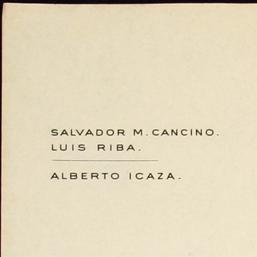 SALVADOR M. CANCINO.
LUIS RIBA.
ALBERTO ICAZA.